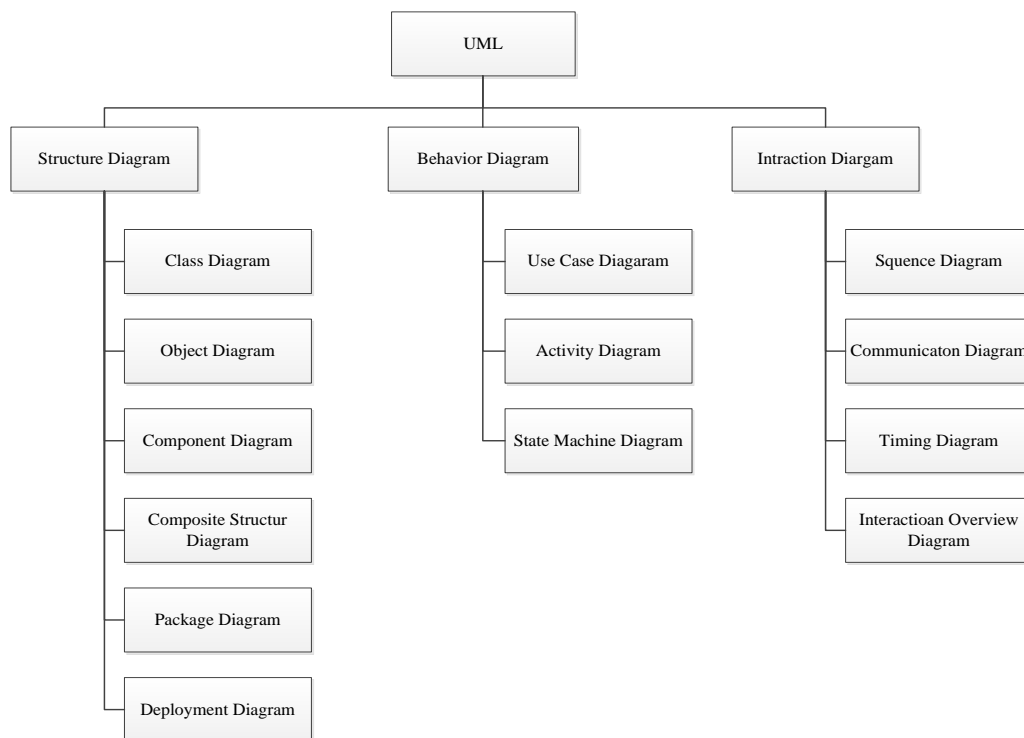 UML
Structure Diagram
Behavior Diagram
Intraction Diargam
Class Diagram
Use Case Diagaram
Squence Diagram
Object Diagram
Activity Diagram
Communicaton Diagram
Component Diagram
State Machine Diagram
Timing Diagram
Composite Structur
Diagram
Interactioan Overview
Diagram
Package Diagram
Deployment Diagram